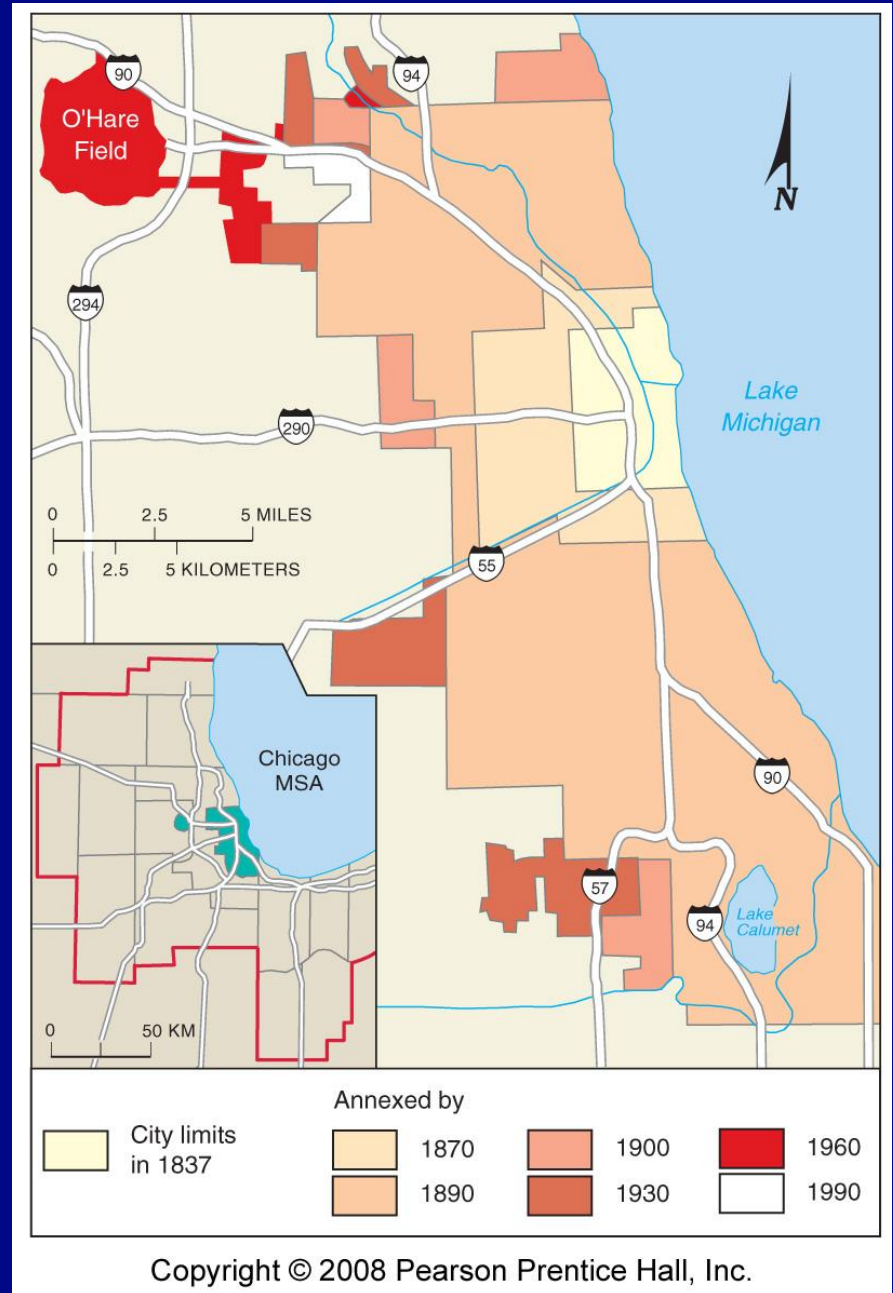 90
94
O'Hare
Field
N
294
Lake
Michigan
290
0 2.5 5 MILES
0 2.5 5 KILOMETERS
55
Chicago
MSA
90
57
94
Lake
Calumet
0 50 KM
Annexed by
City limits
in 1837
1870
1900
1960
1890
1930
1990
Copyright © 2008 Pearson Prentice Hall, Inc.